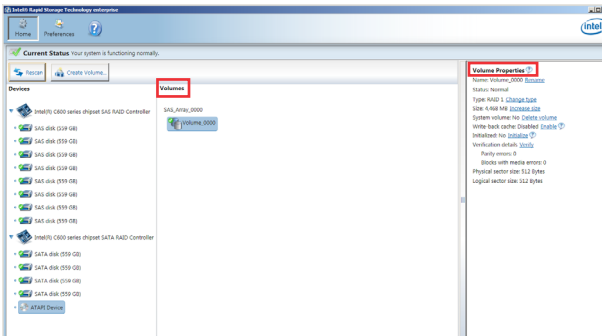 Intel® Rapid Storage Technology enterprise
Home
Preferences
intel
Current Status Your system is functioning normally.
Rescan
Create Volume...
Devices
Intel(R) C600 series chipset SAS RAID Controller
SAS disk (559 GB)
SAS disk (559 GB)
SAS disk (559 GB)
SAS disk (559 GB)
SAS disk (559 GB)
SAS disk (559 GB)
SAS disk (559 GB)
SAS disk (559 GB)
Intel(R) C600 series chipset SATA RAID Controller
SATA disk (559 GB)
SATA disk (559 GB)
SATA disk (559 GB)
SATA disk (559 GB)
ATAPI Device
Volumes
SAS_Array_0000
Volume_0000
Volume Properties ?
Name: Volume_0000 Rename
Status: Normal
Type: RAID 1 Change type
Size: 4,468 MB Increase size
System volume: No Delete volume
Write-back cache: Disabled Enable ?
Initialized: No Initialize ?
Verification details Verify
Parity errors: 0
Blocks with media errors: 0
Physical sector size: 512 Bytes
Logical sector size: 512 Bytes